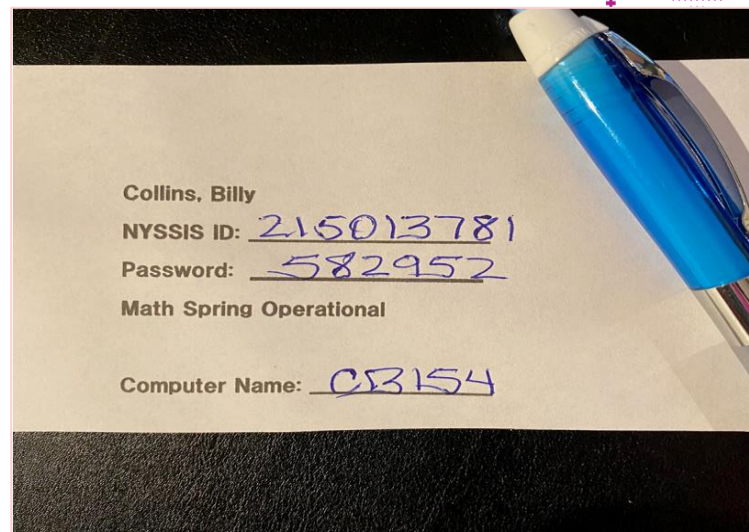 Collins, Billy
NYSSIS ID: 215013781
Password: 582952
Math Spring Operational
Computer Name: CB154